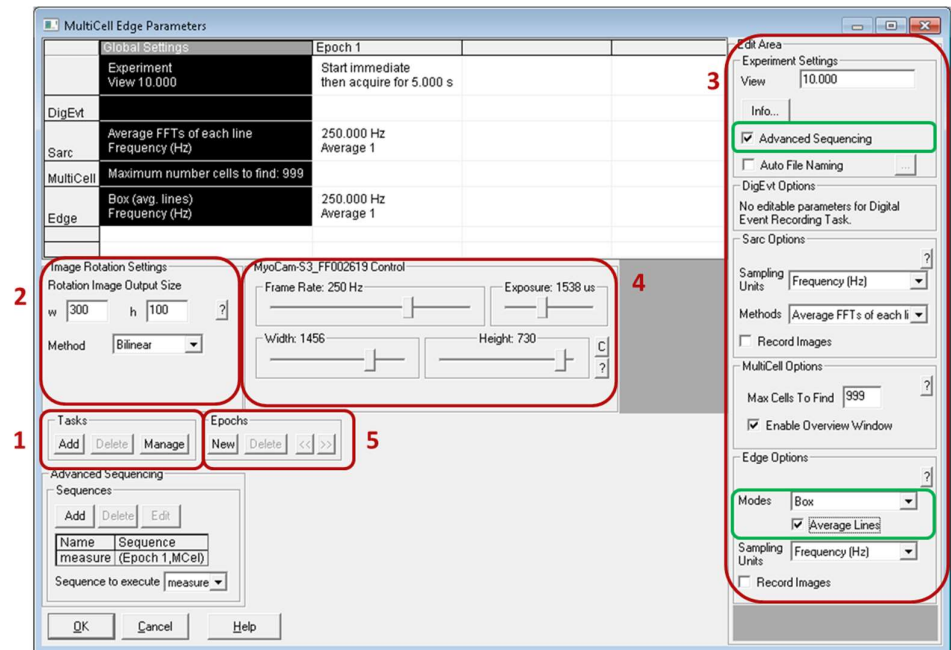 MultiCell Edge Parameters
Global Settings Epoch 1
Experiment Start immediate
View 10.000 then acquire for 5.000 s
DigEvt
Average FFTs of each line 250.000 Hz
Sarc Frequency (Hz) Average 1
MultiCell Maximum number cells to find: 999
Box (avg. lines) 250.000 Hz
Edge Frequency (Hz) Average 1
2
Image Rotation Settings
Rotation Image Output Size
w 300 h 100 ?
Method Bilinear
MyoCam-S3_FF002619 Control
Frame Rate: 250 Hz Exposure: 1538 us
Width: 1456 Height: 730 C
?
4
1
Tasks
Add Delete Manage
Epochs
New Delete << >>
5
Advanced Sequencing
Sequences
Add Delete Edit
Name Sequence
measure (Epoch 1,MCel)
Sequence to execute measure
OK Cancel Help
3
Edit Area
Experiment Settings
View 10.000
Info...
Advanced Sequencing
Auto File Naming ...
DigEvt Options
No editable parameters for Digital
Event Recording Task.
Sarc Options
?
Sampling Units Frequency (Hz)
Methods Average FFTs of each li
Record Images
MultiCell Options
?
Max Cells To Find 999
Enable Overview Window
Edge Options
?
Modes Box
Average Lines
Sampling Units Frequency (Hz)
Record Images